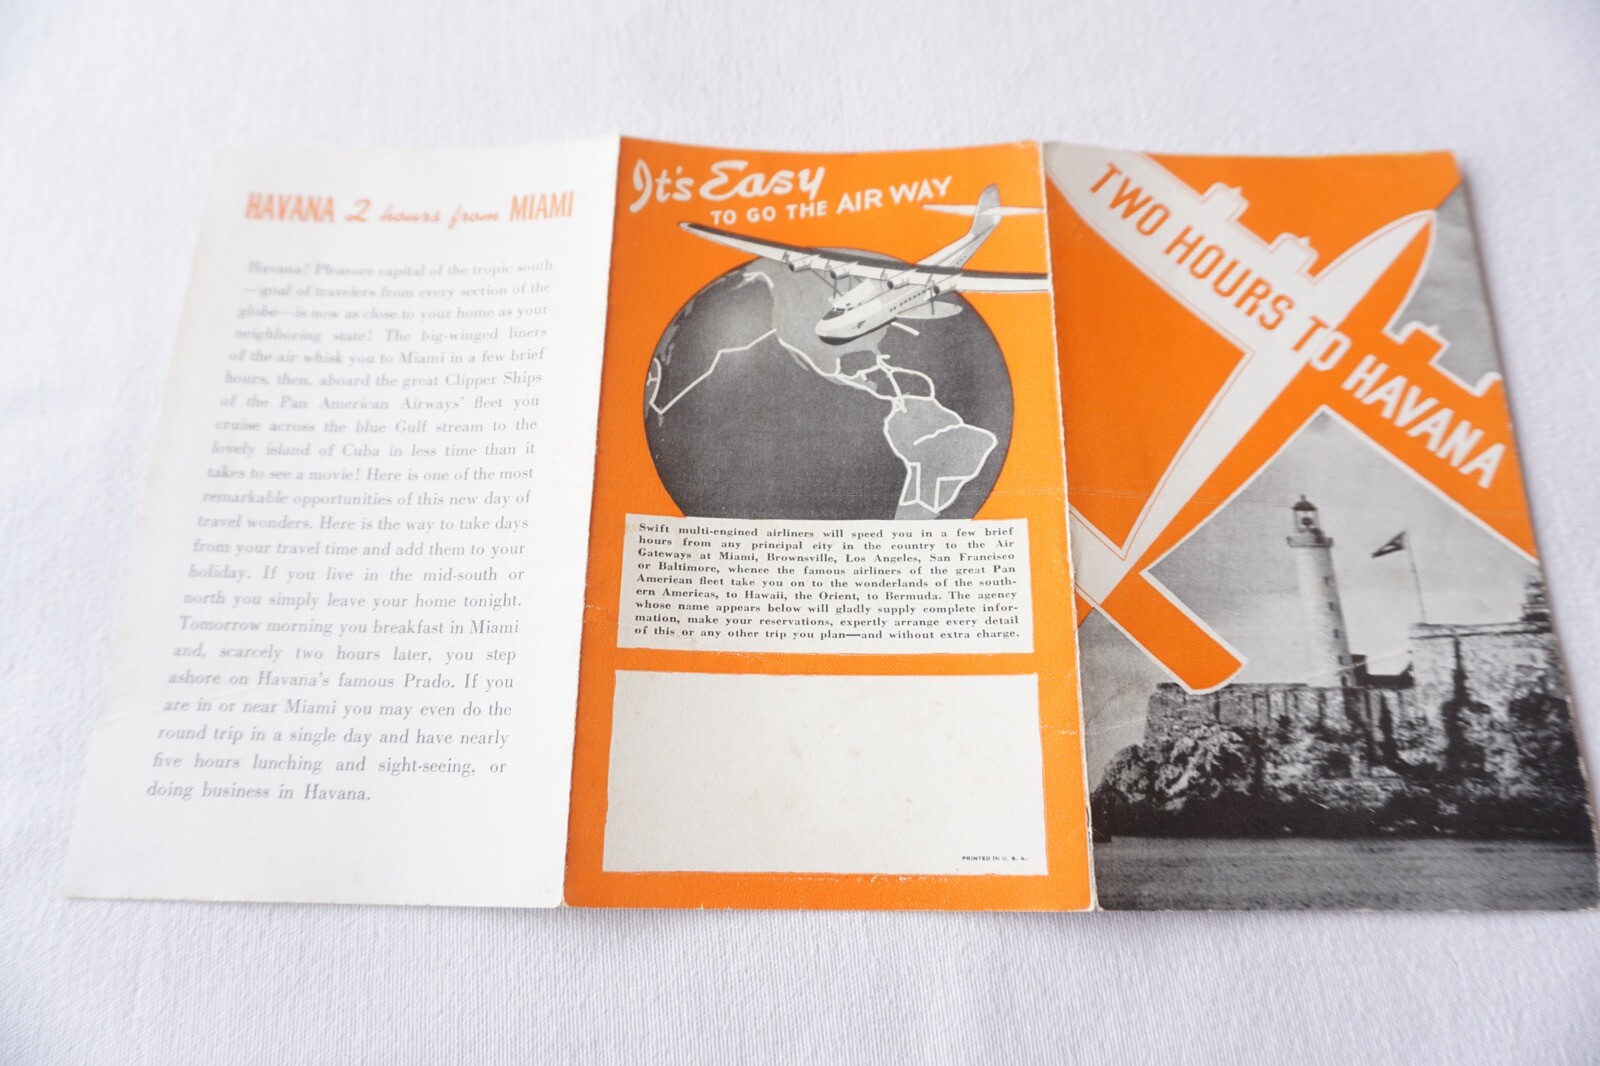 HAVANA 2 hours from MIAMI
Havana! Pleasure capital of the tropic south
—goal of travelers from every section of the
globe—is now as close to your home as your
neighboring state! The big-winged liners
of the air whisk you to Miami in a few brief
hours, then, aboard the great Clipper Ships
of the Pan American Airways' fleet you
cruise across the blue Gulf stream to the
lovely island of Cuba in less time than it
takes to see a movie! Here is one of the most
remarkable opportunities of this new day of
travel wonders. Here is the way to take days
from your travel time and add them to your
holiday. If you live in the mid-south or
north you simply leave your home tonight.
Tomorrow morning you breakfast in Miami
and, scarcely two hours later, you step
ashore on Havana's famous Prado. If you
are in or near Miami you may even do the
round trip in a single day and have nearly
five hours lunching and sight-seeing, or
doing business in Havana.
It's Easy
TO GO THE AIR WAY
Swift multi-engined airliners will speed you in a few brief
hours from any principal city in the country to the Air
Gateways at Miami, Brownsville, Los Angeles, San Francisco
or Baltimore, whence the famous airliners of the great Pan
American fleet take you on to the wonderlands of the south-
ern Americas, to Hawaii, the Orient, to Bermuda. The agency
whose name appears below will gladly supply complete infor-
mation, make your reservations, expertly arrange every detail
of this or any other trip you plan—and without extra charge.
PRINTED IN U. S. A.
TWO HOURS TO HAVANA